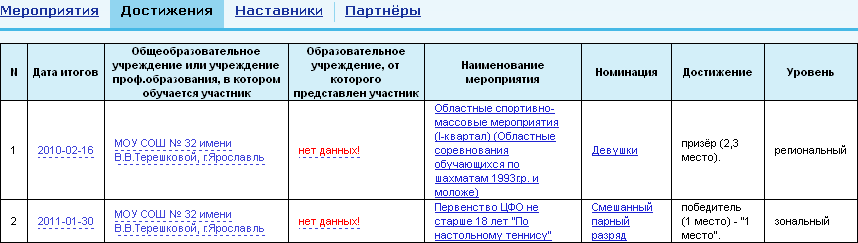 Мероприятия Достижения Наставники Партнёры
N
Дата итогов
Общеобразовательное
учреждение или учреждение
проф.образования, в котором
обучается участник
Образовательное
учреждение, от
которого
представлен участник
Наименование
мероприятия
Номинация
Достижение
Уровень
1
2010-02-16
МОУ СОШ № 32 имени
В.В.Терешковой, г.Ярославль
нет данных!
Областные спортивно-
массовые мероприятия
(I-квартал) (Областные
соревнования
обучающихся по
шахматам 1993г.р. и
моложе)
Девушки
призёр (2,3
место).
региональный
2
2011-01-30
МОУ СОШ № 32 имени
В.В.Терешковой, г.Ярославль
нет данных!
Первенство ЦФО не
старше 18 лет "По
настольному теннису"
Смешанный
парный
разряд
победитель
(1 место) - "1
место".
зональный